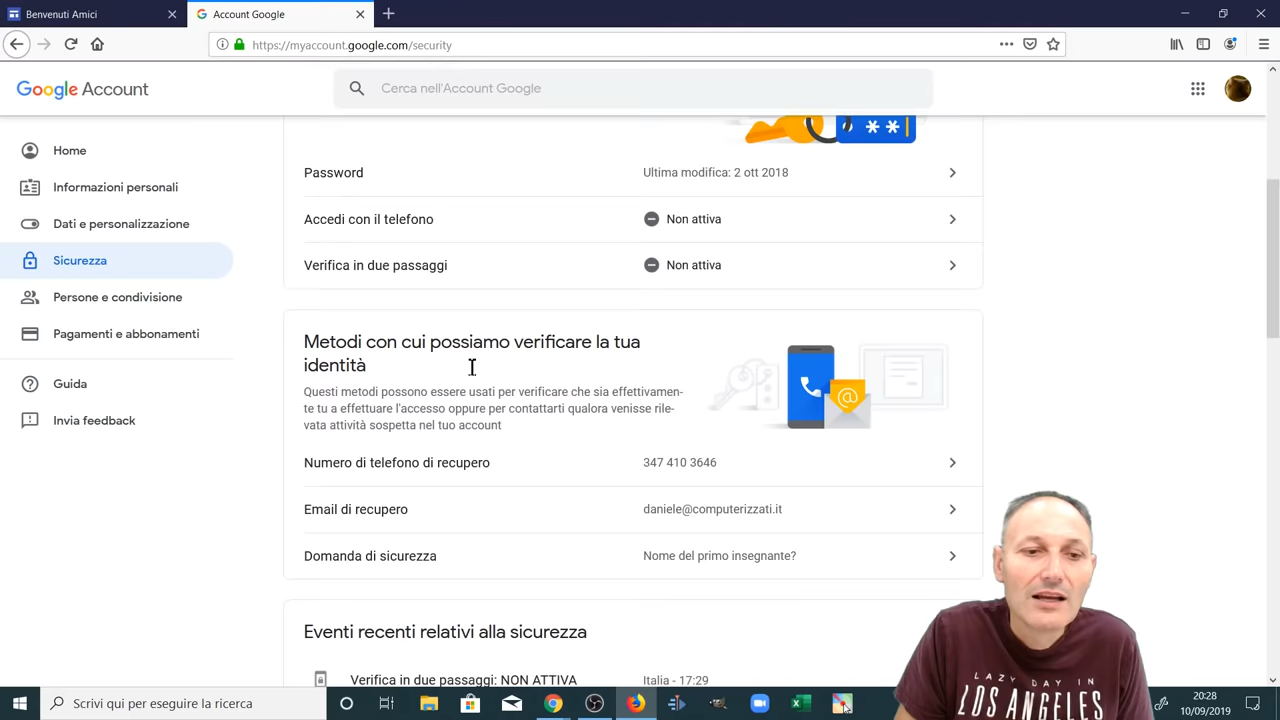 Benvenuti Amici
Account Google
https://myaccount.google.com/security
Google Account
Cerca nell'Account Google
Home
Informazioni personali
Dati e personalizzazione
Sicurezza
Persone e condivisione
Pagamenti e abbonamenti
Guida
Invia feedback
**
Password Ultima modifica: 2 ott 2018
Accedi con il telefono Non attiva
Verifica in due passaggi Non attiva
Metodi con cui possiamo verificare la tua
identità
Questi metodi possono essere usati per verificare che sia effettivamen-
te tu a effettuare l'accesso oppure per contattarti qualora venisse rile-
vata attività sospetta nel tuo account
Numero di telefono di recupero 347 410 3646
Email di recupero daniele@computerizzati.it
Domanda di sicurezza Nome del primo insegnante?
Eventi recenti relativi alla sicurezza
Verifica in due passaggi: NON ATTIVA Italia - 17:29
LAZY DAY IN
LOS ANGELES
Scrivi qui per eseguire la ricerca
20:28
10/09/2019